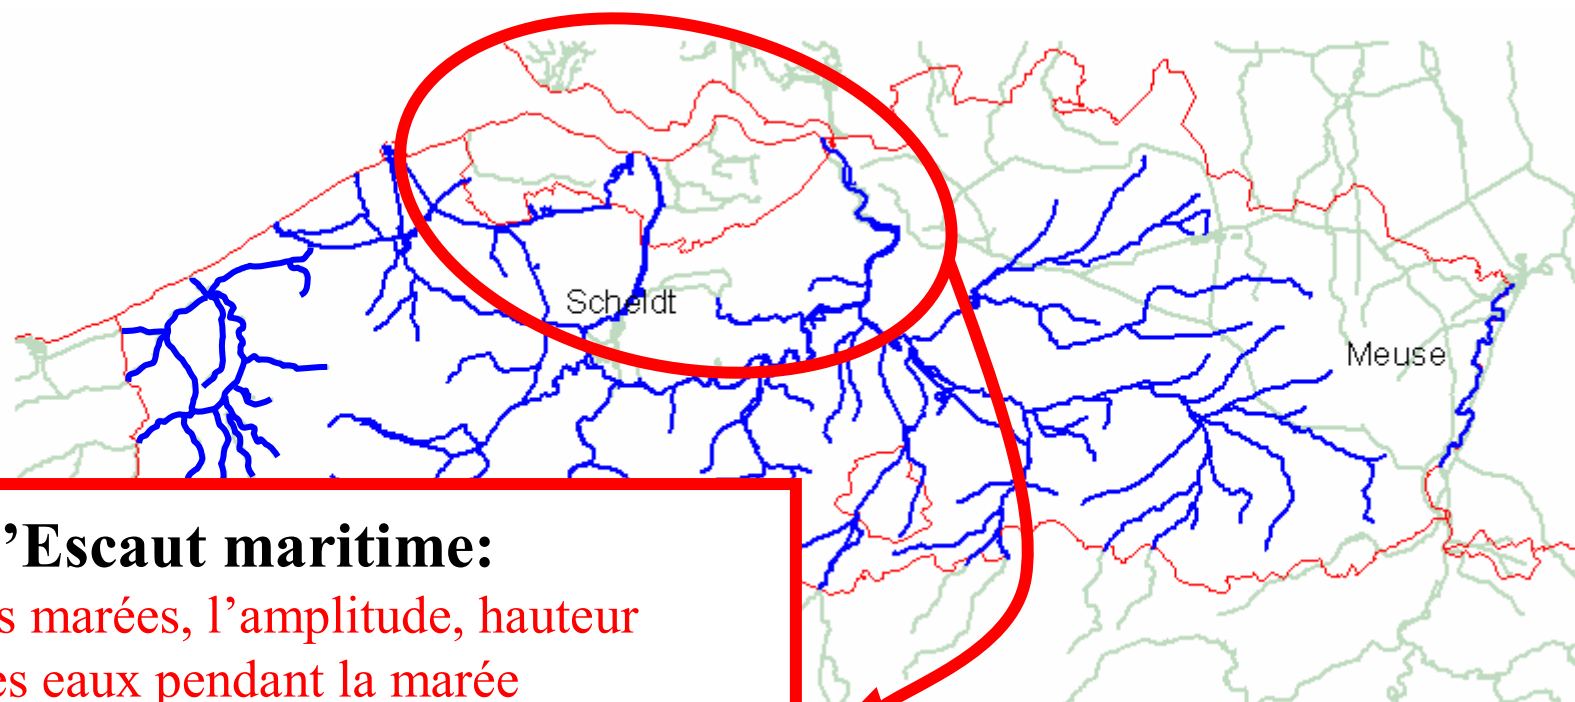 Scheldt
Meuse
’Escaut maritime:
s marées, l’amplitude, hauteur
es eaux pendant la marée